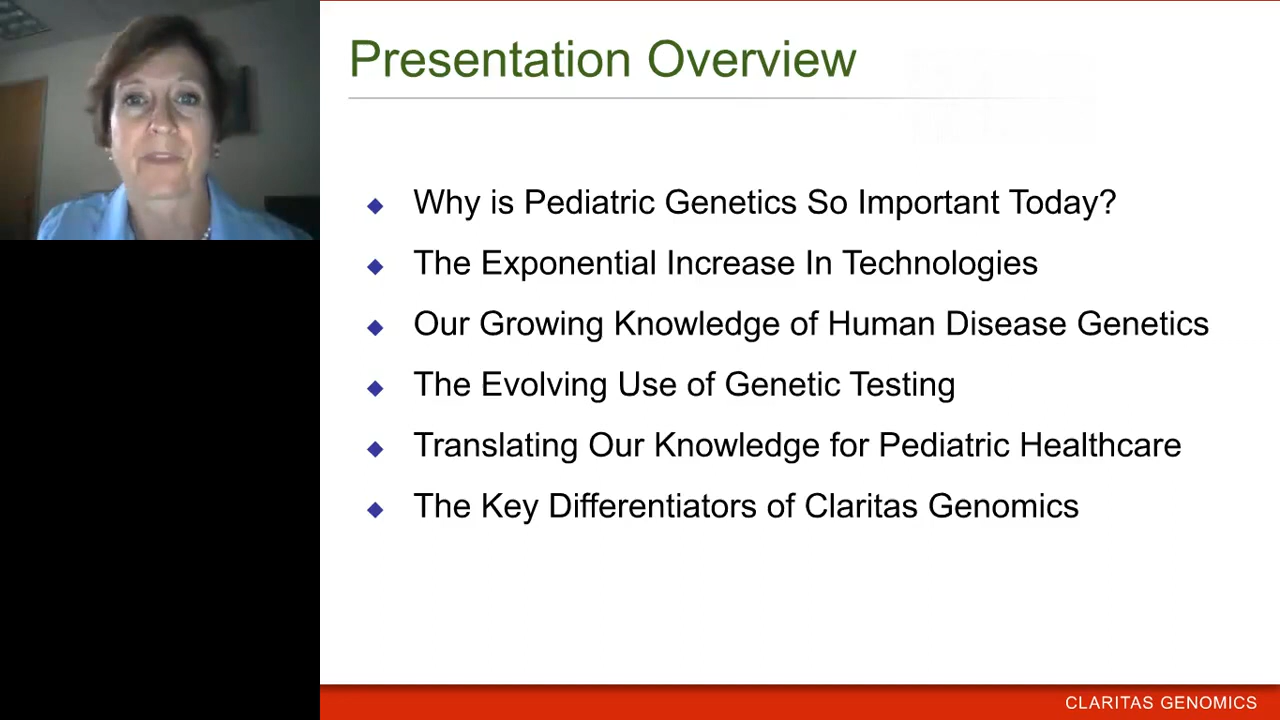 Presentation Overview
Why is Pediatric Genetics So Important Today?
The Exponential Increase In Technologies
Our Growing Knowledge of Human Disease Genetics
The Evolving Use of Genetic Testing
Translating Our Knowledge for Pediatric Healthcare
The Key Differentiators of Claritas Genomics
CLARITAS GENOMICS